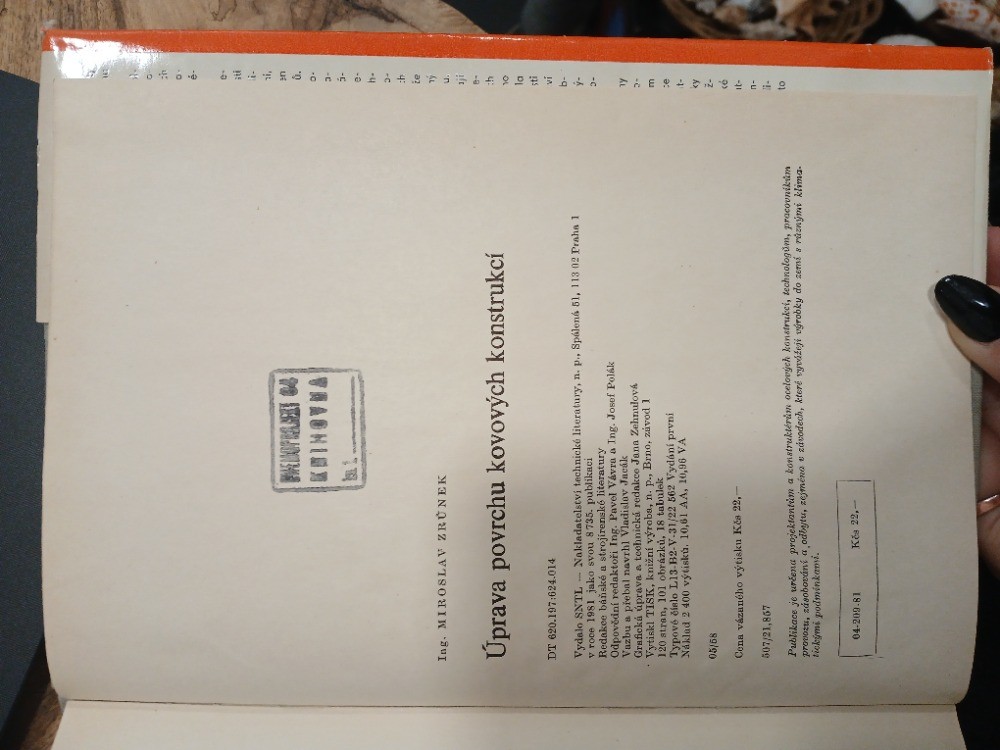 KNIHOVNA
Ing. MIROSLAV ZRŮNEK
Úprava povrchu kovových konstrukcí
DT 620.197:624.014
Vydalo SNTL — Nakladatelství technické literatury, n. p., Spálená 51, 113 02 Praha 1
v roce 1981 jako svou 8735. publikaci
Redakce báňské a strojírenské literatury
Odpovědní redaktoři Ing. Pavel Vávra a Ing. Josef Polák
Vazbu a přebal navrhl Vladislav Jacák
Grafická úprava a technická redakce Jana Zehnulová
Vytiskl TISK, knižní výroba, n. p., Brno, závod 1
120 stran, 101 obrázků, 18 tabulek
Typové číslo L13-B2-V-31/22 562 Vydání první
Náklad 2 400 výtisků. 10,61 AA, 10,96 VA
05/58
Cena vázaného výtisku Kčs 22,—
507/21,857
Publikace je určena projektantům a konstruktérům ocelových konstrukcí, technologům, pracovníkům
provozu, zásobování a odbytu, zejména v závodech, které vyvážejí výrobky do zemí s různými klima-
tickými podmínkami.
04-209-81 Kčs 22,—